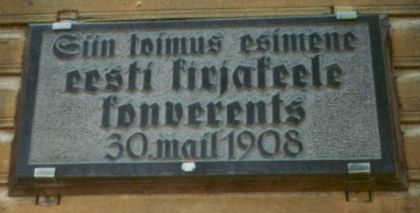 Siin toimus esimene
eesti kirjakeele
konverents
30. mail 1908